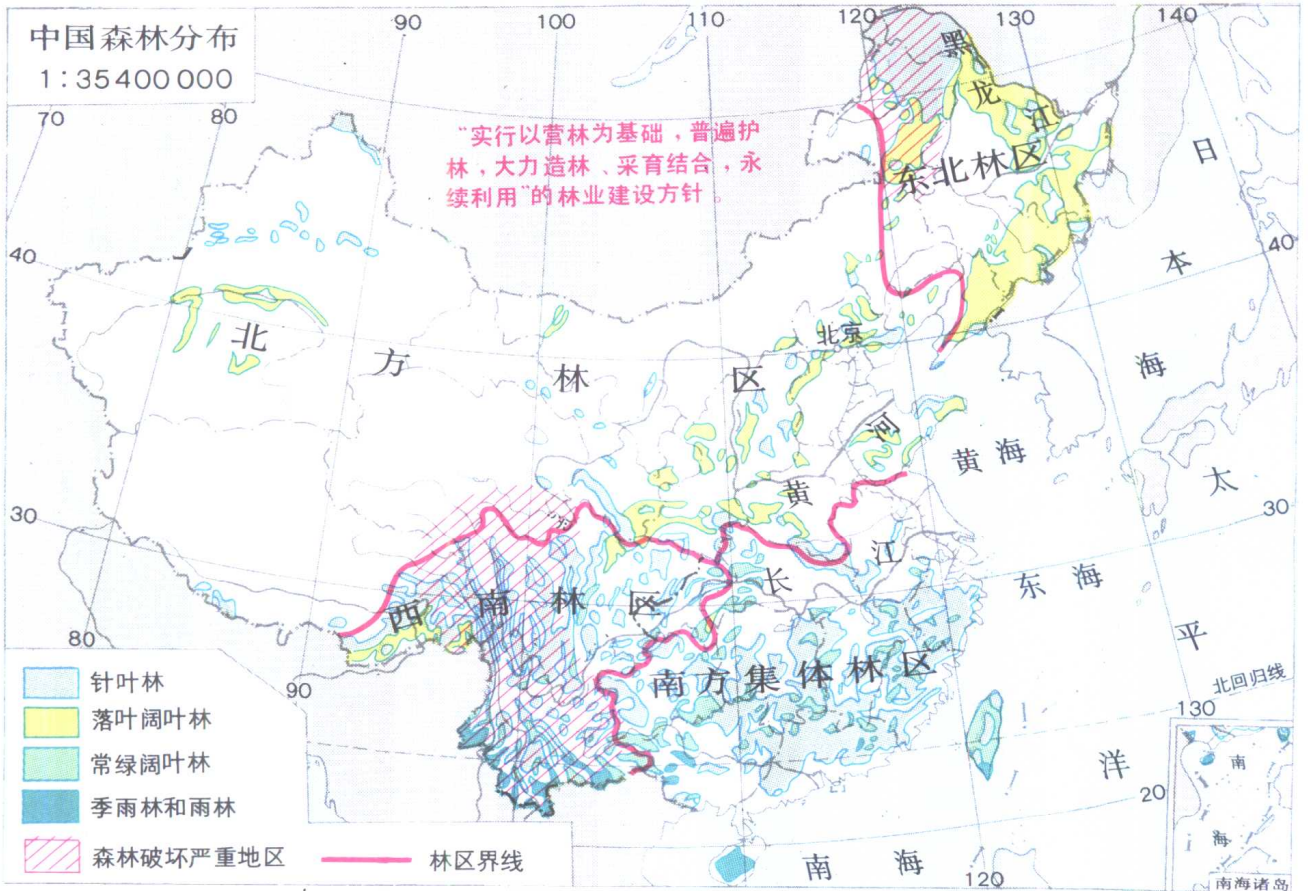 中国森林分布
1:35400000
70
80
90
100
110
120
130
140
“实行以营林为基础，普遍护
林，大力造林、采育结合，永
续利用”的林业建设方针。
黑龙江
东北林区
日本海
40
40
北方林区
北京
黄河
黄海
太平洋
30
30
长江
东海
西南林区
南方集体林区
80
90
北回归线
130
20
120
南海
南海
南海诸岛
针叶林
落叶阔叶林
常绿阔叶林
季雨林和雨林
森林破坏严重地区
林区界线